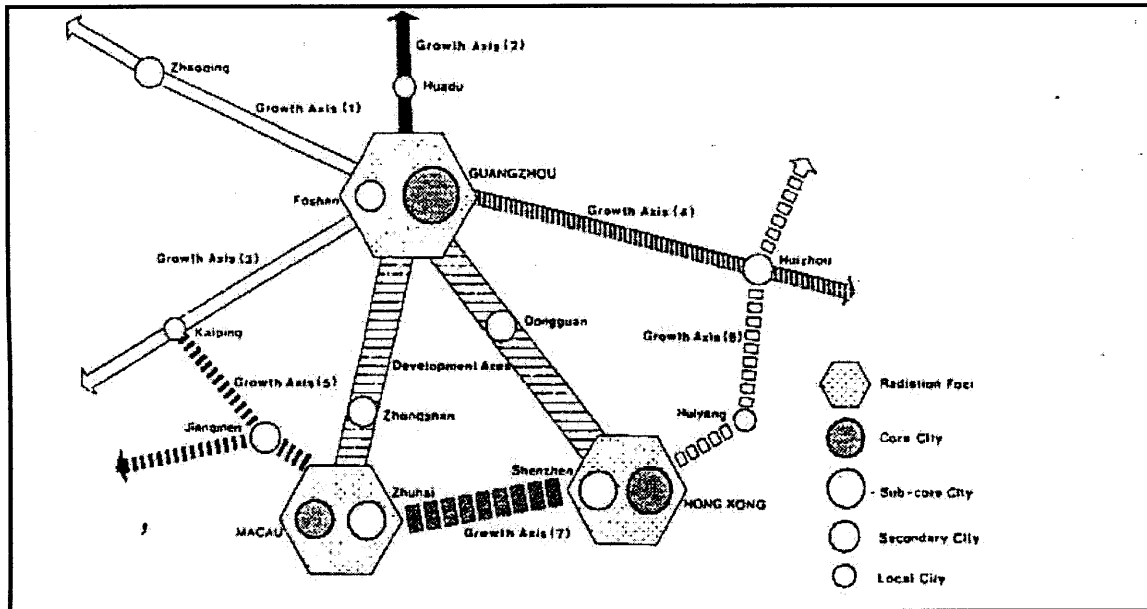 Growth Axis (2)
Zhaoqing
Huadu
Growth Axis (1)
GUANGZHOU
Foshan
Growth Axis (4)
Growth Axis (3)
Huizhou
Dongguan
Kaiping
Growth Axis (6)
Development Axes
Growth Axis (5)
Zhongshan
Huiyang
Jiangmen
Shenzhen
Zhuhai
HONG KONG
MACAU
Growth Axis (7)
Radiation Foci
Core City
Sub-core City
Secondary City
Local City